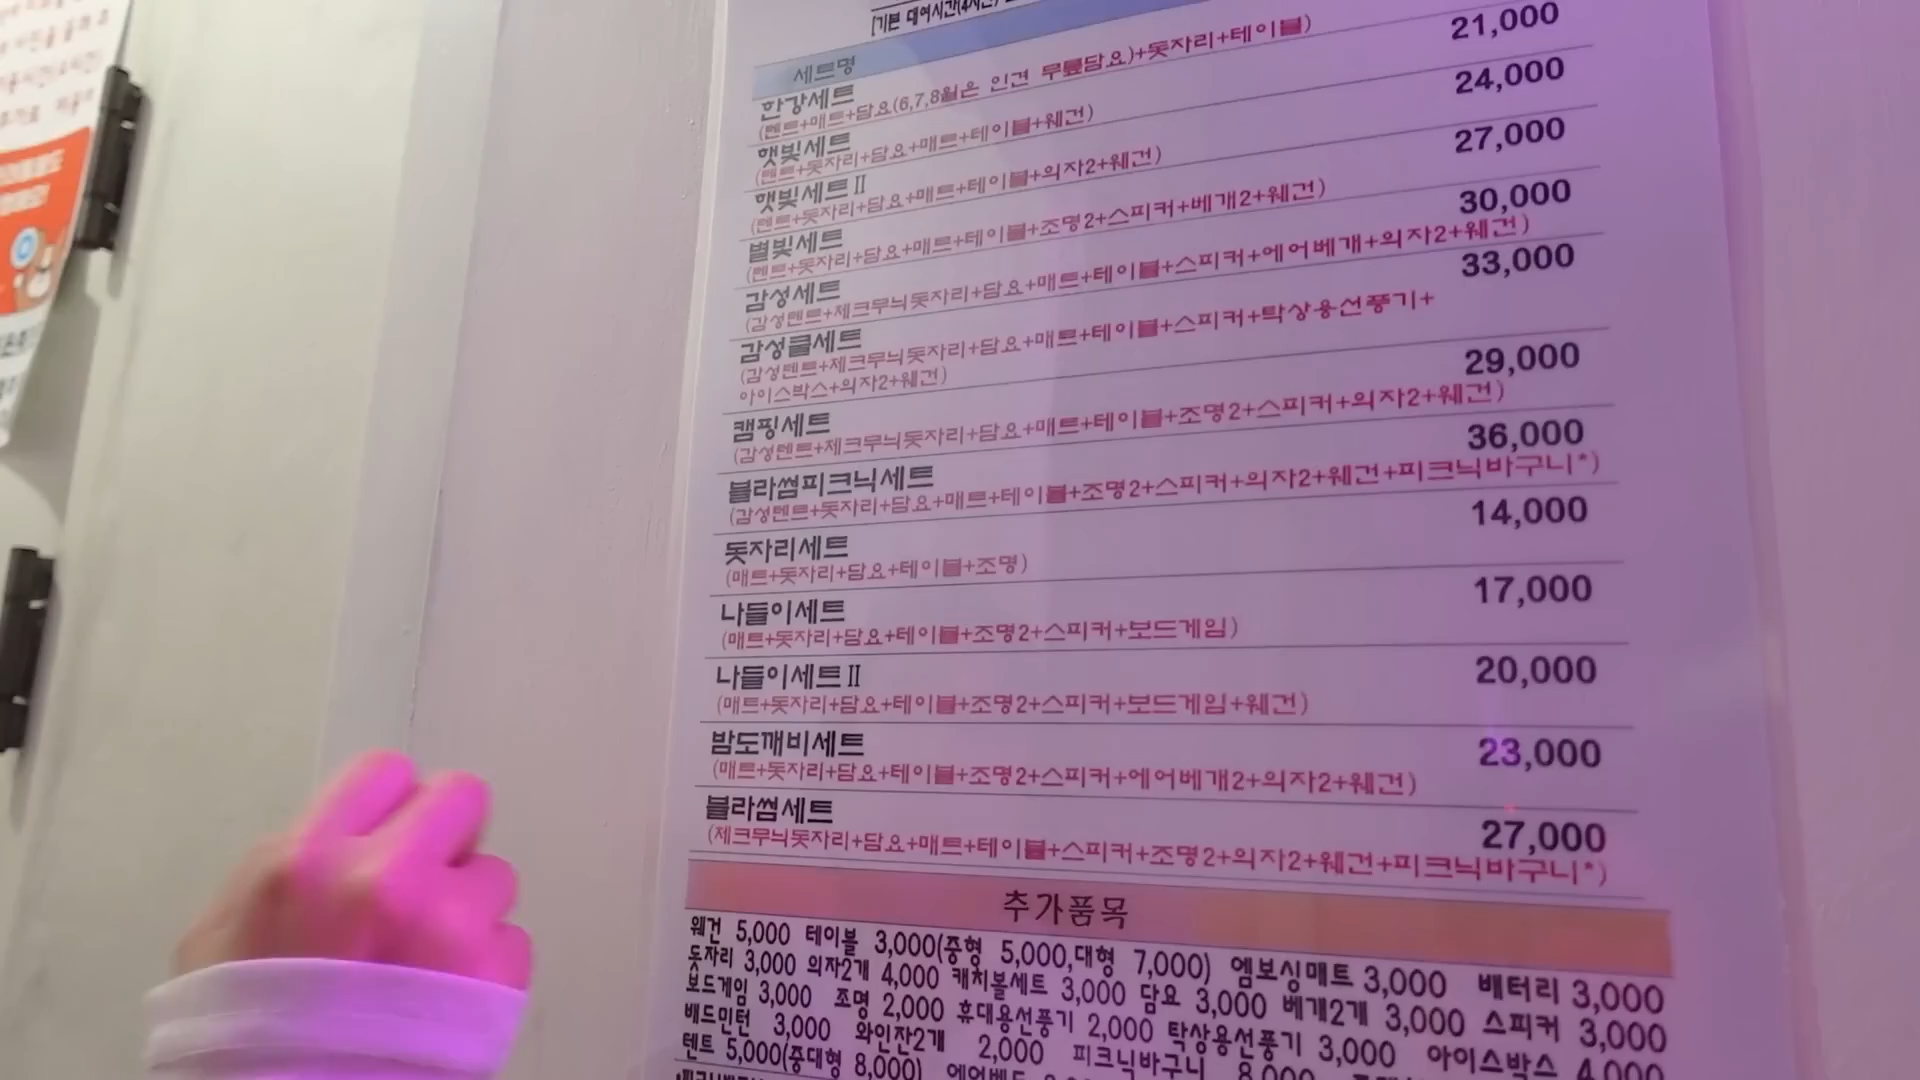 [기본 대여시간(4시간)
세트명
한강세트
21,000
(텐트+매트+담요(6,7,8월은 인견 무릎담요)+돗자리+테이블)
햇빛세트
24,000
(텐트+돗자리+담요+매트+테이블+웨건)
햇빛세트Ⅱ
27,000
(텐트+돗자리+담요+매트+테이블+의자2+웨건)
별빛세트
30,000
(텐트+돗자리+담요+매트+테이블+조명2+스피커+베개2+웨건)
감성세트
33,000
(감성텐트+체크무늬돗자리+담요+매트+테이블+스피커+에어베개+의자2+웨건)
감성쿨세트
(감성텐트+체크무늬돗자리+담요+매트+테이블+스피커+탁상용선풍기+
아이스박스+의자2+웨건)
29,000
캠핑세트
(감성텐트+체크무늬돗자리+담요+매트+테이블+조명2+스피커+의자2+웨건)
36,000
블라썸피크닉세트
(감성텐트+돗자리+담요+매트+테이블+조명2+스피커+의자2+웨건+피크닉바구니*)
14,000
돗자리세트
(매트+돗자리+담요+테이블+조명)
17,000
나들이세트
(매트+돗자리+담요+테이블+조명2+스피커+보드게임)
나들이세트Ⅱ 20,000
(매트+돗자리+담요+테이블+조명2+스피커+보드게임+웨건)
밤도깨비세트 23,000
(매트+돗자리+담요+테이블+조명2+스피커+에어베개2+의자2+웨건)
블라썸세트 27,000
(체크무늬돗자리+담요+매트+테이블+스피커+조명2+의자2+웨건+피크닉바구니*)
추가품목
웨건 5,000 테이블 3,000(중형 5,000,대형 7,000) 엠보싱매트 3,000 배터리 3,000
돗자리 3,000 의자2개 4,000 캐치볼세트 3,000 담요 3,000 베개2개 3,000 스피커 3,000
보드게임 3,000 조명 2,000 휴대용선풍기 2,000 탁상용선풍기 3,000 아이스박스 4,000
배드민턴 3,000 와인잔2개 2,000 피크닉바구니 8,000
텐트 5,000(중대형 8,000) 에어베드